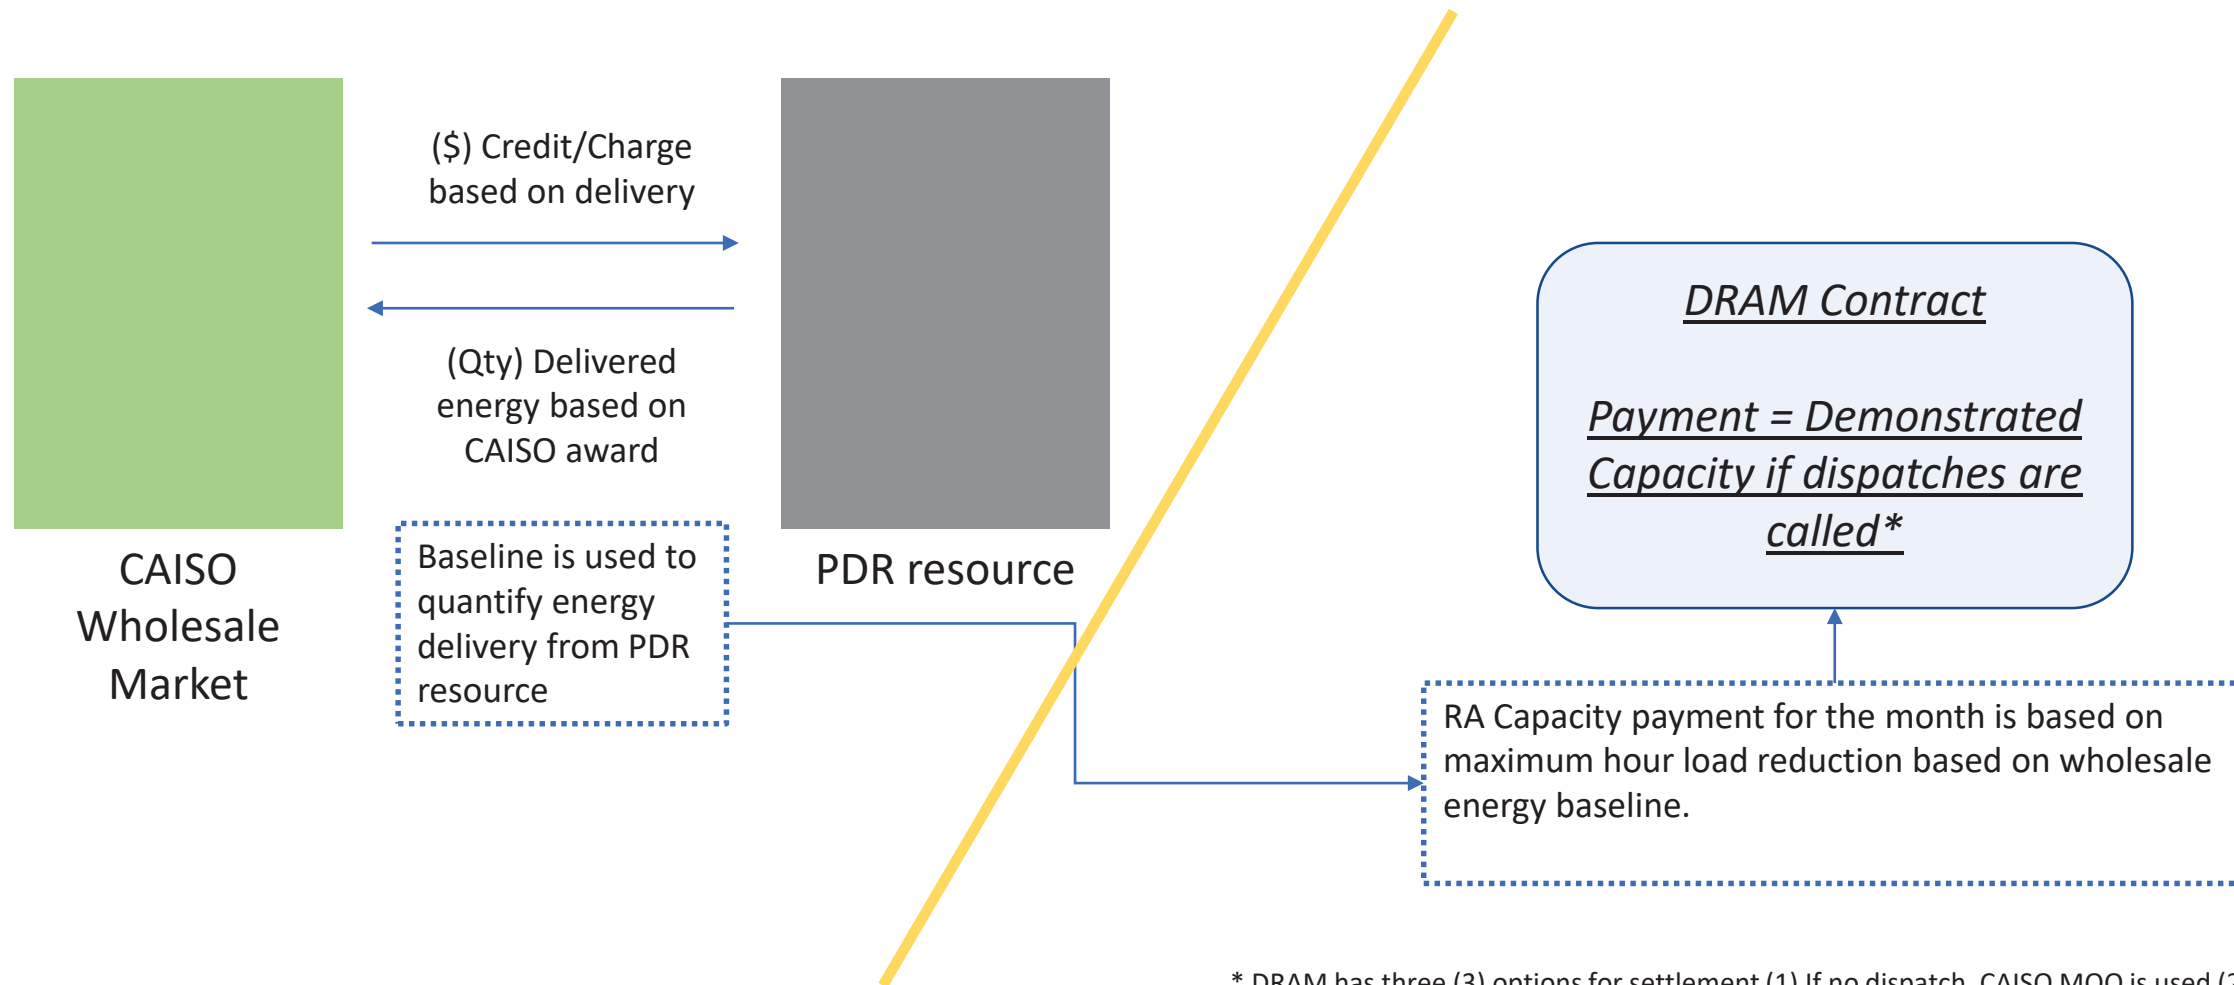 ($) Credit/Charge
based on delivery
(Qty) Delivered
energy based on
CAISO award
CAISO
Wholesale
Market
Baseline is used to
quantify energy
delivery from PDR
resource
PDR resource
DRAM Contract
Payment = Demonstrated
Capacity if dispatches are
called*
RA Capacity payment for the month is based on
maximum hour load reduction based on wholesale
energy baseline.
* DRAM has three (3) options for settlement (1) If no dispatch, CAISO MOO is used (2